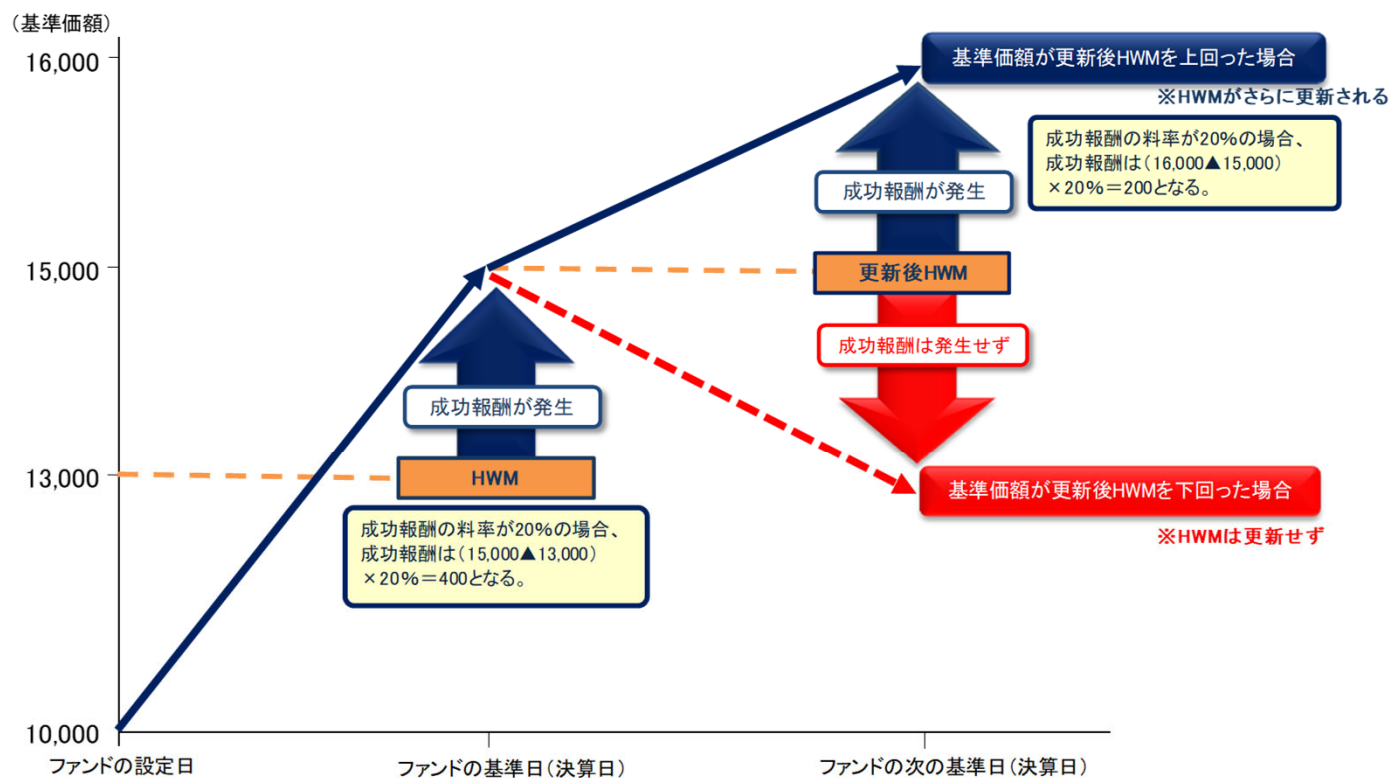 (基準価額)
16,000
基準価額が更新後HWMを上回った場合
※HWMがさらに更新される
成功報酬の料率が20%の場合、
成功報酬は(16,000▲15,000)
×20%=200となる。
成功報酬が発生
15,000
更新後HWM
成功報酬は発生せず
成功報酬が発生
13,000
HWM
基準価額が更新後HWMを下回った場合
※HWMは更新せず
成功報酬の料率が20%の場合、
成功報酬は(15,000▲13,000)
×20%=400となる。
10,000
ファンドの設定日
ファンドの基準日(決算日)
ファンドの次の基準日(決算日)